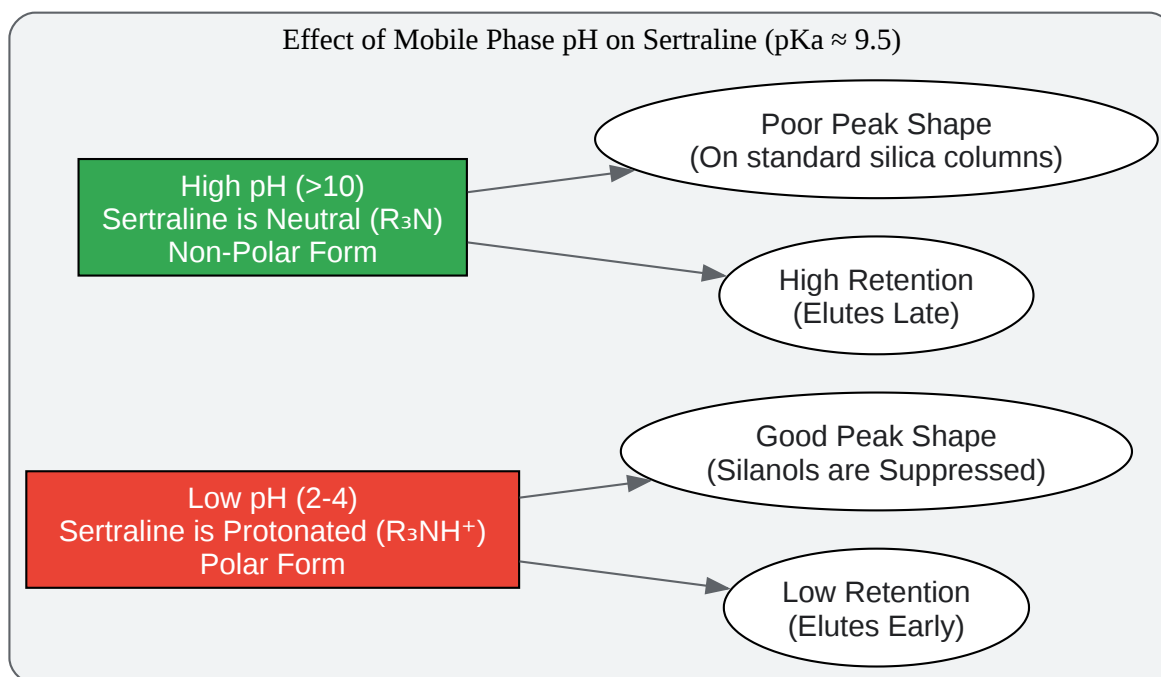 Effect of Mobile Phase pH on Sertraline (pKa ≈ 9.5)
High pH (>10)
Sertraline is Neutral (R₃N)
Non-Polar Form
Poor Peak Shape
(On standard silica columns)
High Retention
(Elutes Late)
Low pH (2-4)
Sertraline is Protonated (R₃NH⁺)
Polar Form
Good Peak Shape
(Silanols are Suppressed)
Low Retention
(Elutes Early)